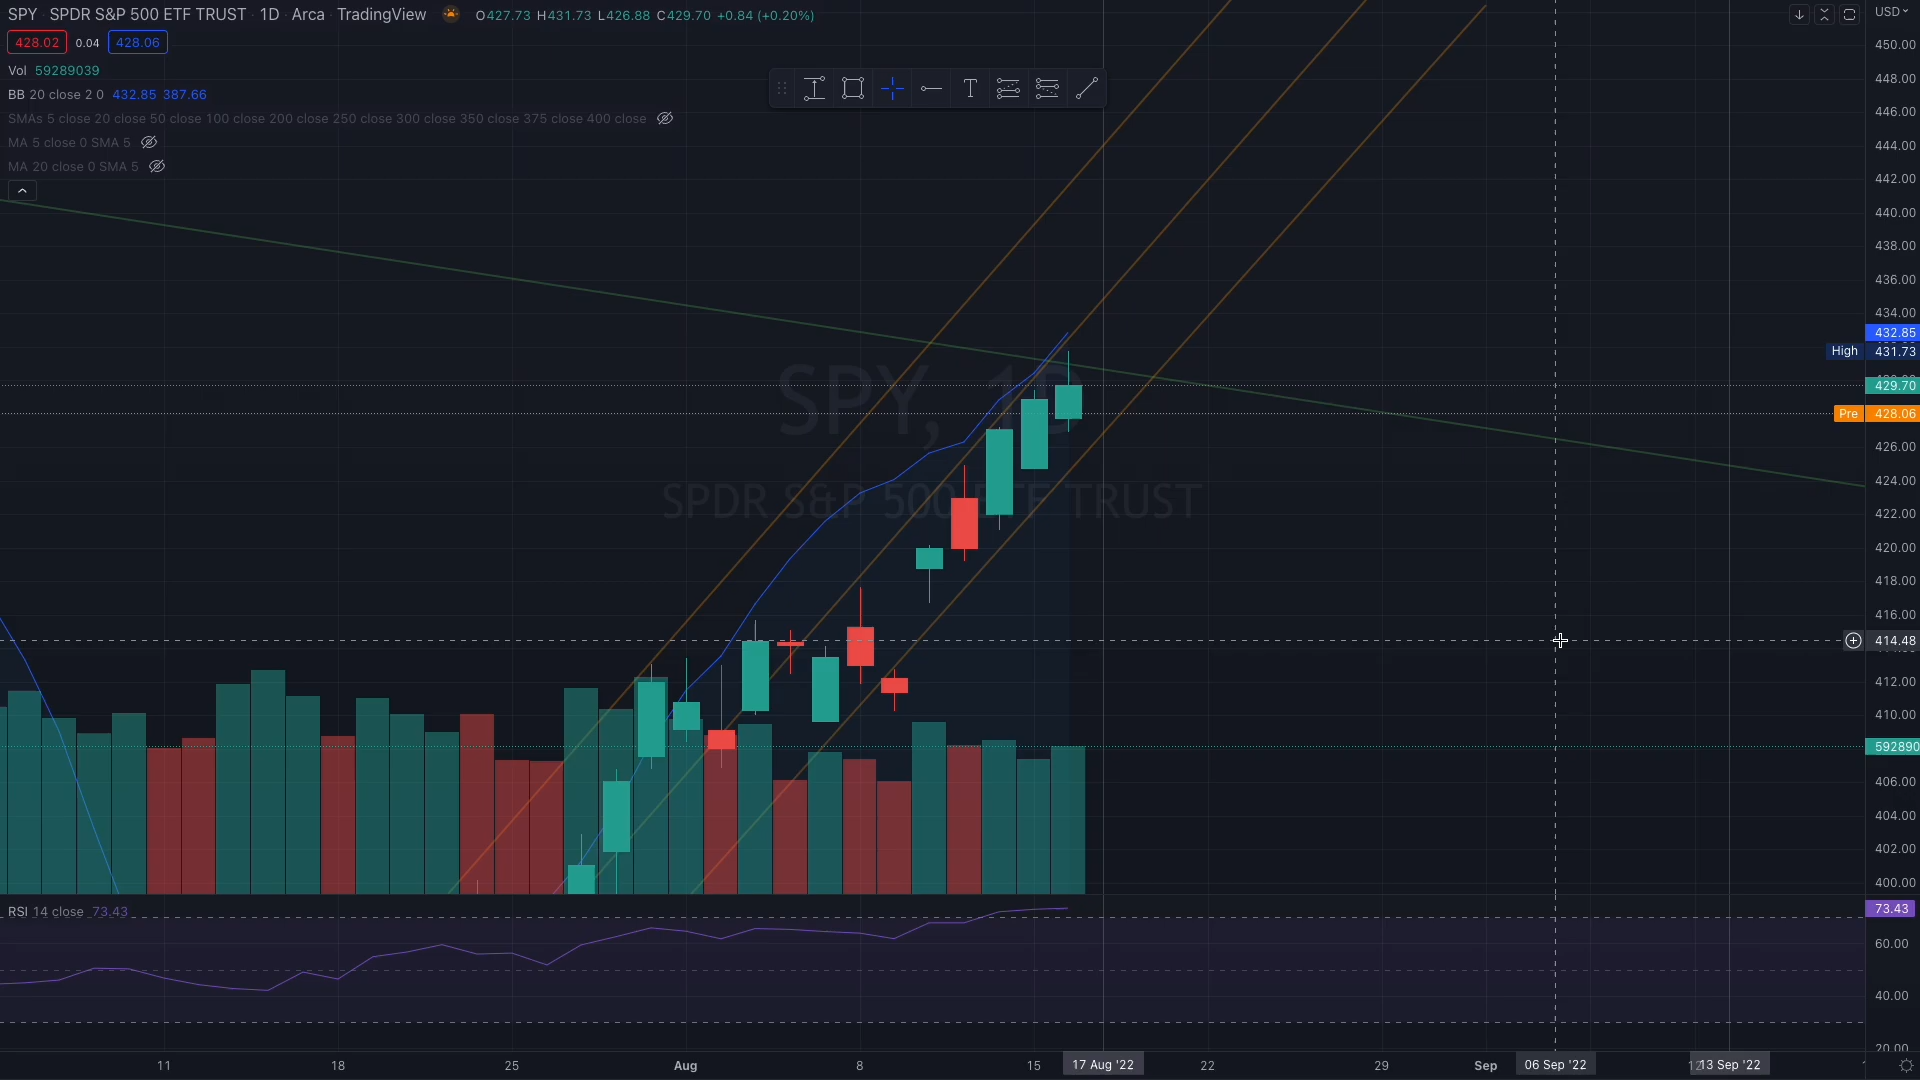 SPY · SPDR S&P 500 ETF TRUST · 1D · Arca · TradingView O427.73 H431.73 L426.88 C429.70 +0.84 (+0.20%)
USD
428.02 0.04 428.06
Vol 59289039
BB 20 close 2 0 432.85 387.66
SMAs 5 close 20 close 50 close 100 close 200 close 250 close 300 close 350 close 375 close 400 close
MA 5 close 0 SMA 5
MA 20 close 0 SMA 5
T
SPY, 1D
SPDR S&P 500 ETF TRUST
450.00
448.00
446.00
444.00
442.00
440.00
438.00
436.00
434.00
432.85
High 431.73
429.70
Pre 428.06
426.00
424.00
422.00
420.00
418.00
416.00
414.48
412.00
410.00
592890
406.00
404.00
402.00
400.00
RSI 14 close 73.43
73.43
60.00
40.00
20.00
11 18 25 Aug 8 15 17 Aug '22 22 29 Sep 06 Sep '22 13 Sep '22